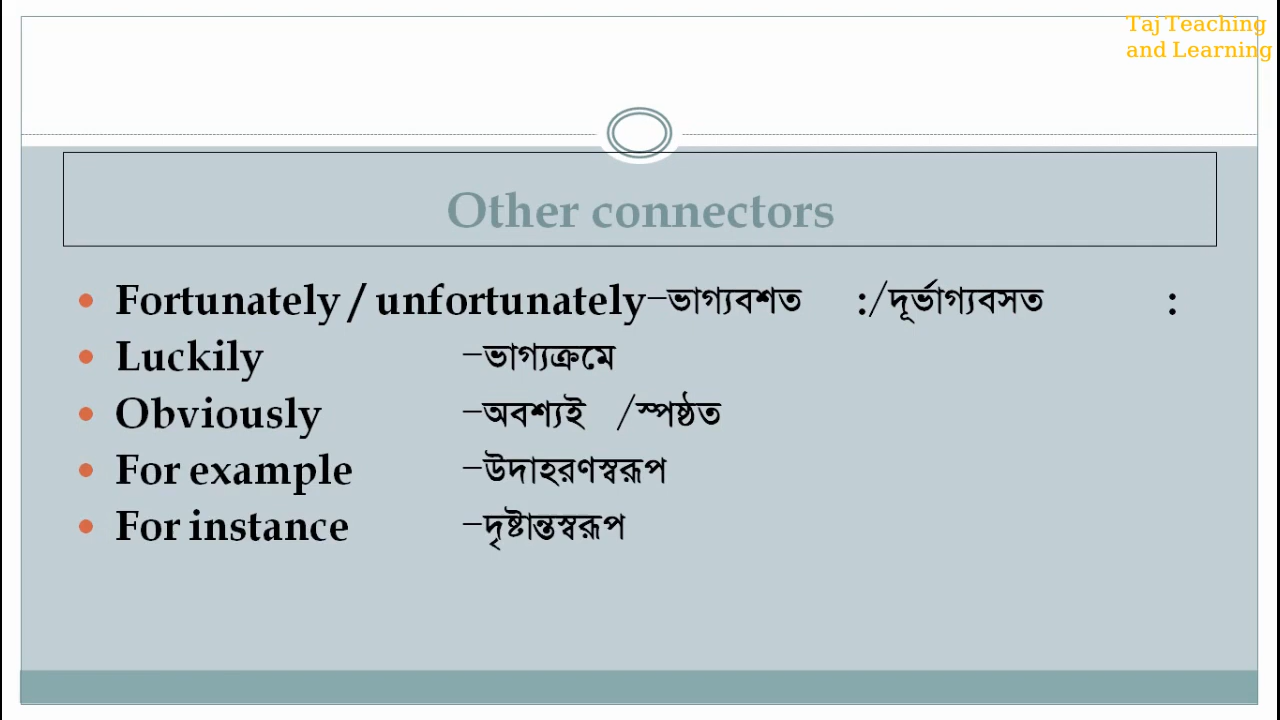 Taj Teaching
and Learning
Other connectors
• Fortunately / unfortunately–ভাগ্যবশত :/দূর্ভাগ্যবসত :
• Luckily –ভাগ্যক্রমে
• Obviously –অবশ্যই /স্পষ্ঠত
• For example –উদাহরণস্বরূপ
• For instance –দৃষ্টান্তস্বরূপ